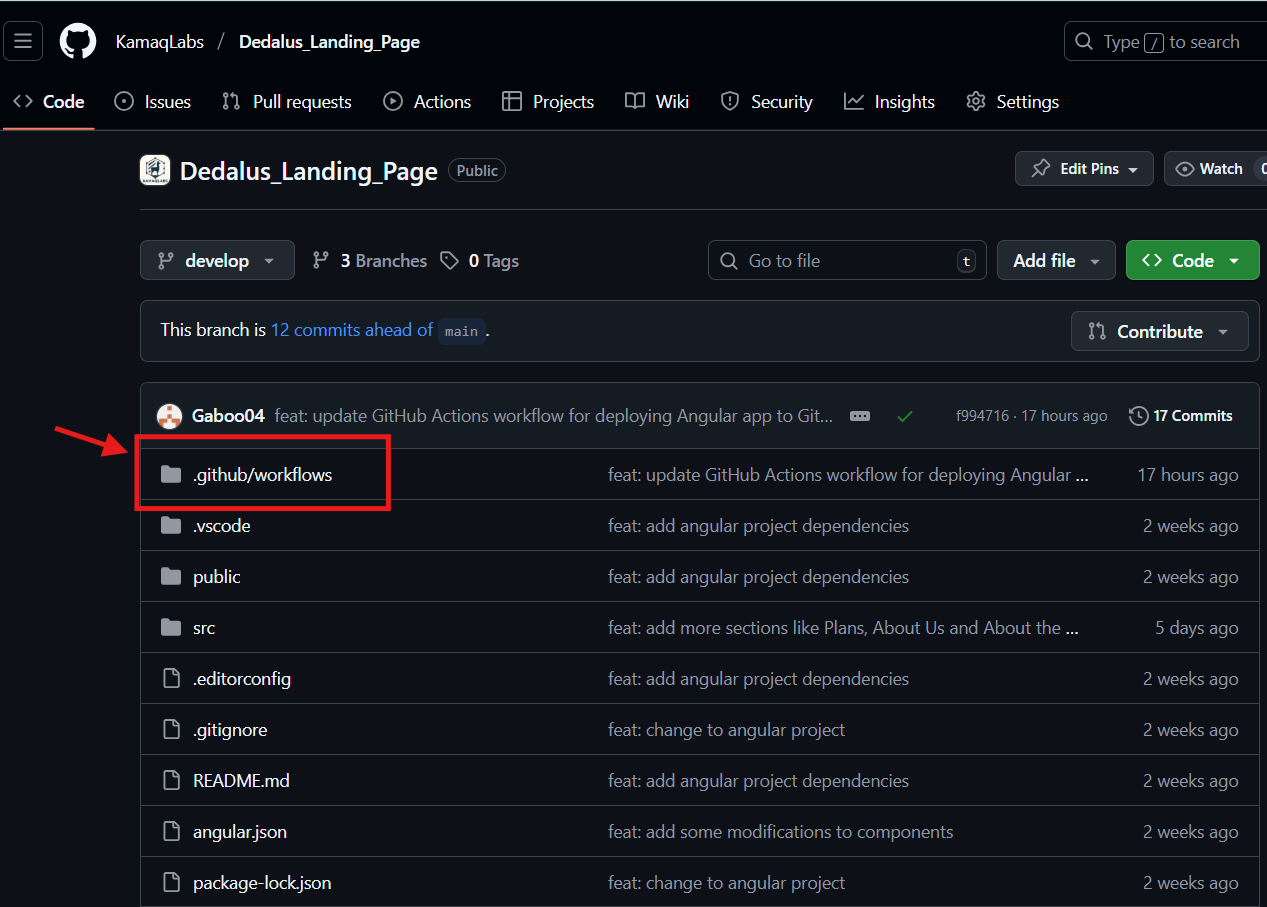 KamaqLabs / Dedalus_Landing_Page
Type / to search
Code Issues Pull requests Actions Projects Wiki Security Insights Settings
Dedalus_Landing_Page Public
Edit Pins Watch
develop 3 Branches 0 Tags
Go to file t
Add file Code
This branch is 12 commits ahead of main.
Contribute
Gaboo04 feat: update GitHub Actions workflow for deploying Angular app to Git... f994716 · 17 hours ago 17 Commits
.github/workflows feat: update GitHub Actions workflow for deploying Angular ... 17 hours ago
.vscode feat: add angular project dependencies 2 weeks ago
public feat: add angular project dependencies 2 weeks ago
src feat: add more sections like Plans, About Us and About the ... 5 days ago
.editorconfig feat: add angular project dependencies 2 weeks ago
.gitignore feat: change to angular project 2 weeks ago
README.md feat: add angular project dependencies 2 weeks ago
angular.json feat: add some modifications to components 2 weeks ago
package-lock.json feat: change to angular project 2 weeks ago